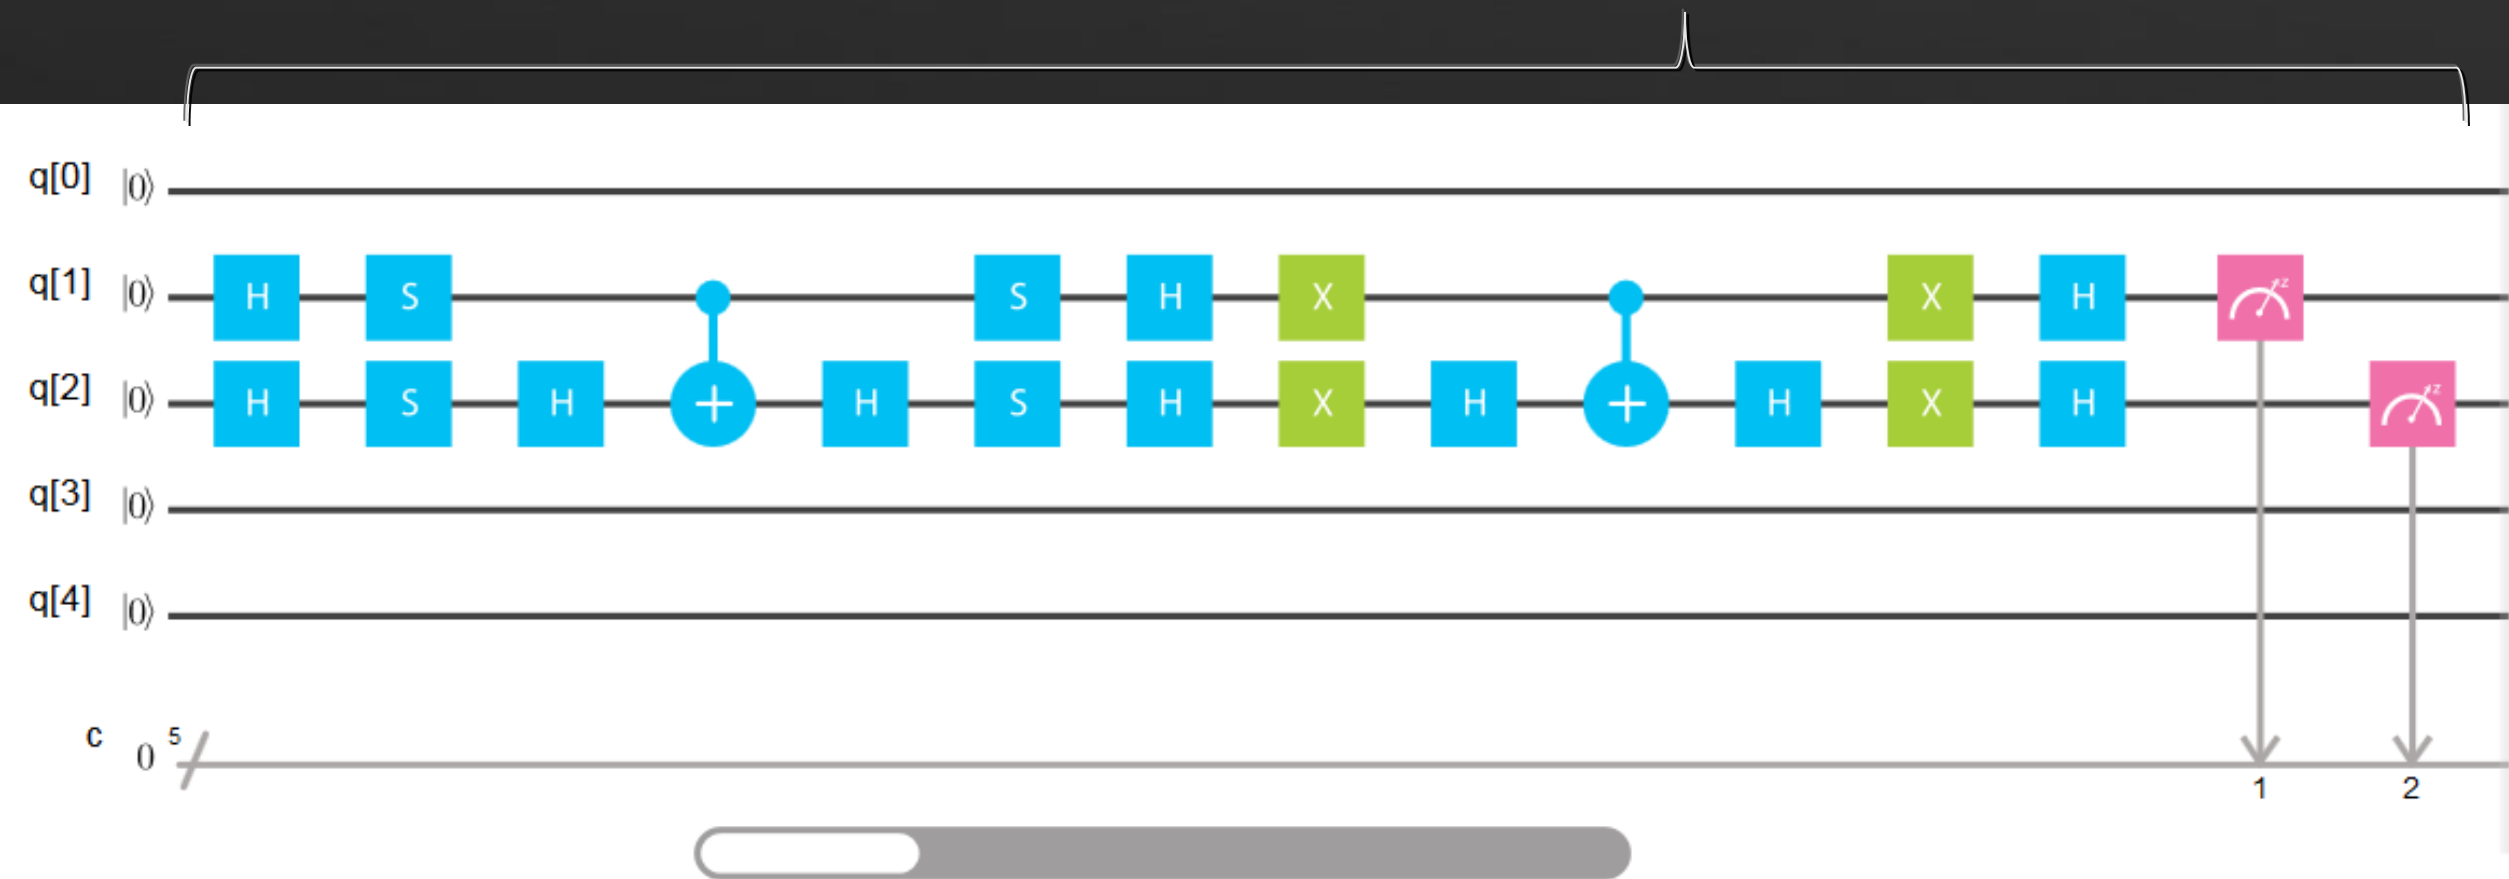 q[0] |0⟩
q[1] |0⟩ H S S H X X H z
q[2] |0⟩ H S H + H S H X H + H X H z
q[3] |0⟩
q[4] |0⟩
c 0 5
1 2